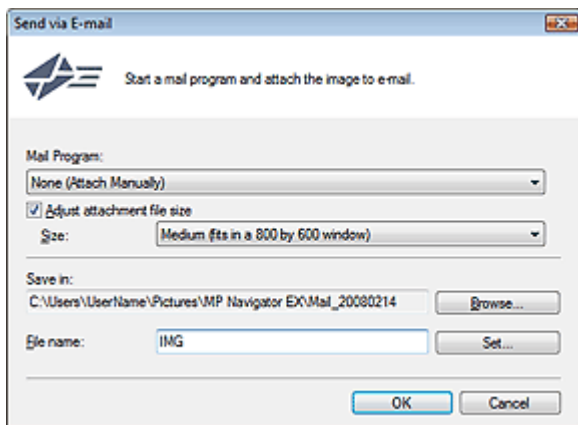 Send via E-mail
Start a mail program and attach the image to e-mail.
Mail Program:
None (Attach Manually)
Adjust attachment file size
Size: Medium (fits in a 800 by 600 window)
Save in:
C:\Users\UserName\Pictures\MP Navigator EX\Mail_20080214 Browse...
File name: IMG Set...
OK Cancel